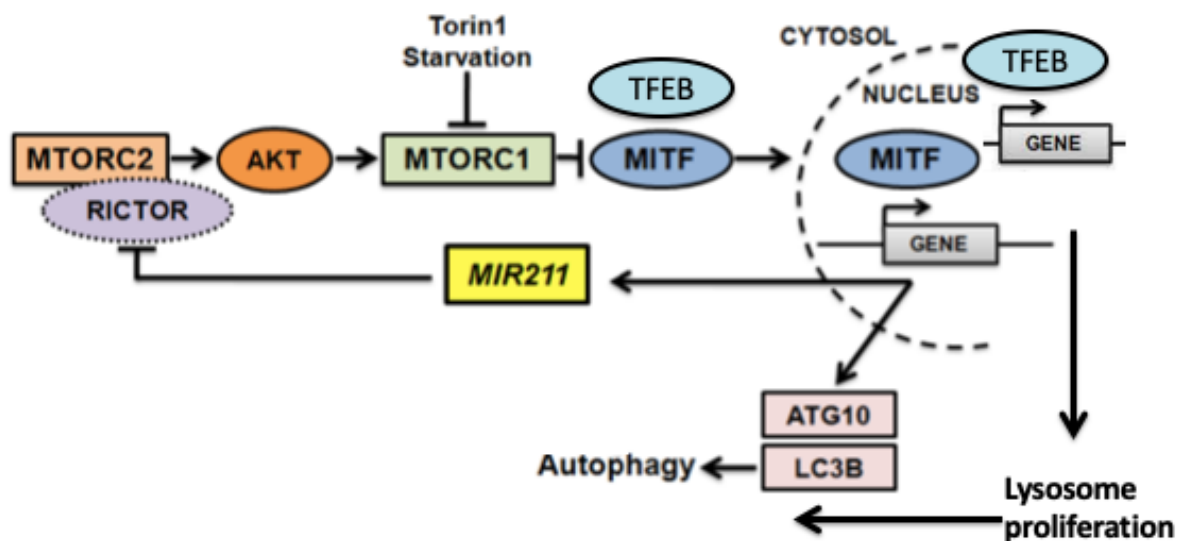 Torin1
Starvation
CYTOSOL
TFEB
TFEB
NUCLEUS
GENE
MTORC2
AKT
MTORC1
MITF
MITF
RICTOR
GENE
MIR211
ATG10
Autophagy
LC3B
Lysosome
proliferation